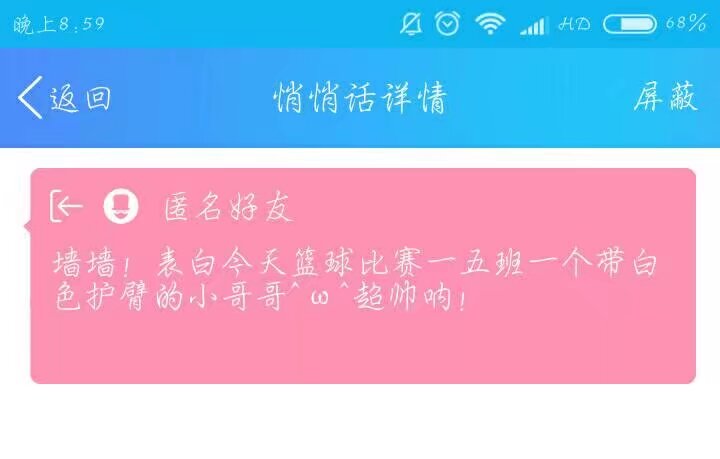 晚上8:59 HD 68%
返回 悄悄话详情 屏蔽
匿名好友
墙墙！表白今天篮球比赛一五班一个带白
色护臂的小哥哥^ω^超帅呐！